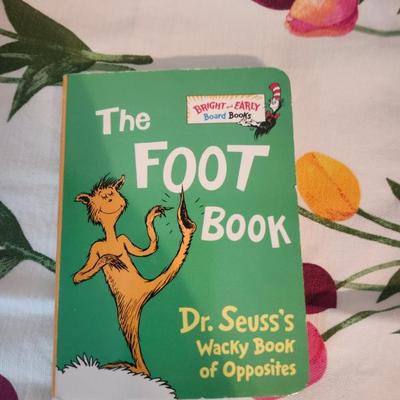 BRIGHT and EARLY
Board Books
The
FOOT
BOOK
Dr. Seuss's
Wacky Book
of Opposites